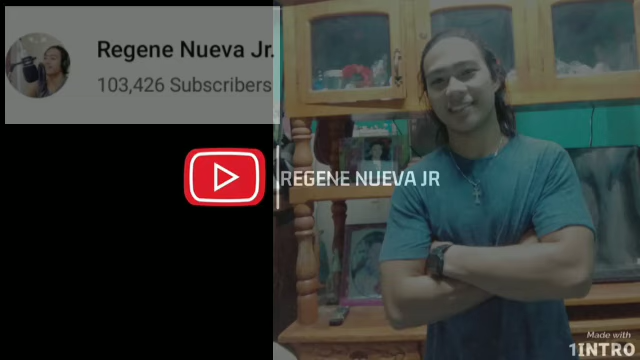 Regene Nueva Jr.
103,426 Subscribers
REGENE NUEVA JR
Made with
1INTRO